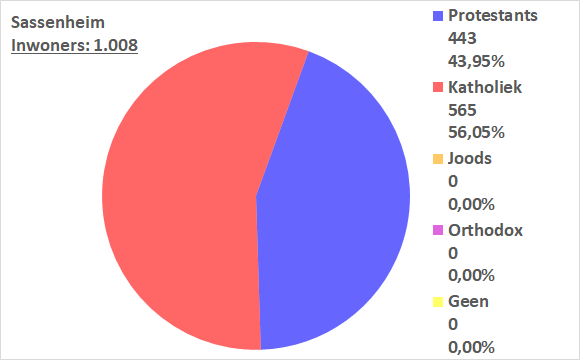 Sassenheim
Inwoners: 1.008
Protestants
443
43,95%
Katholiek
565
56,05%
Joods
0
0,00%
Orthodox
0
0,00%
Geen
0
0,00%